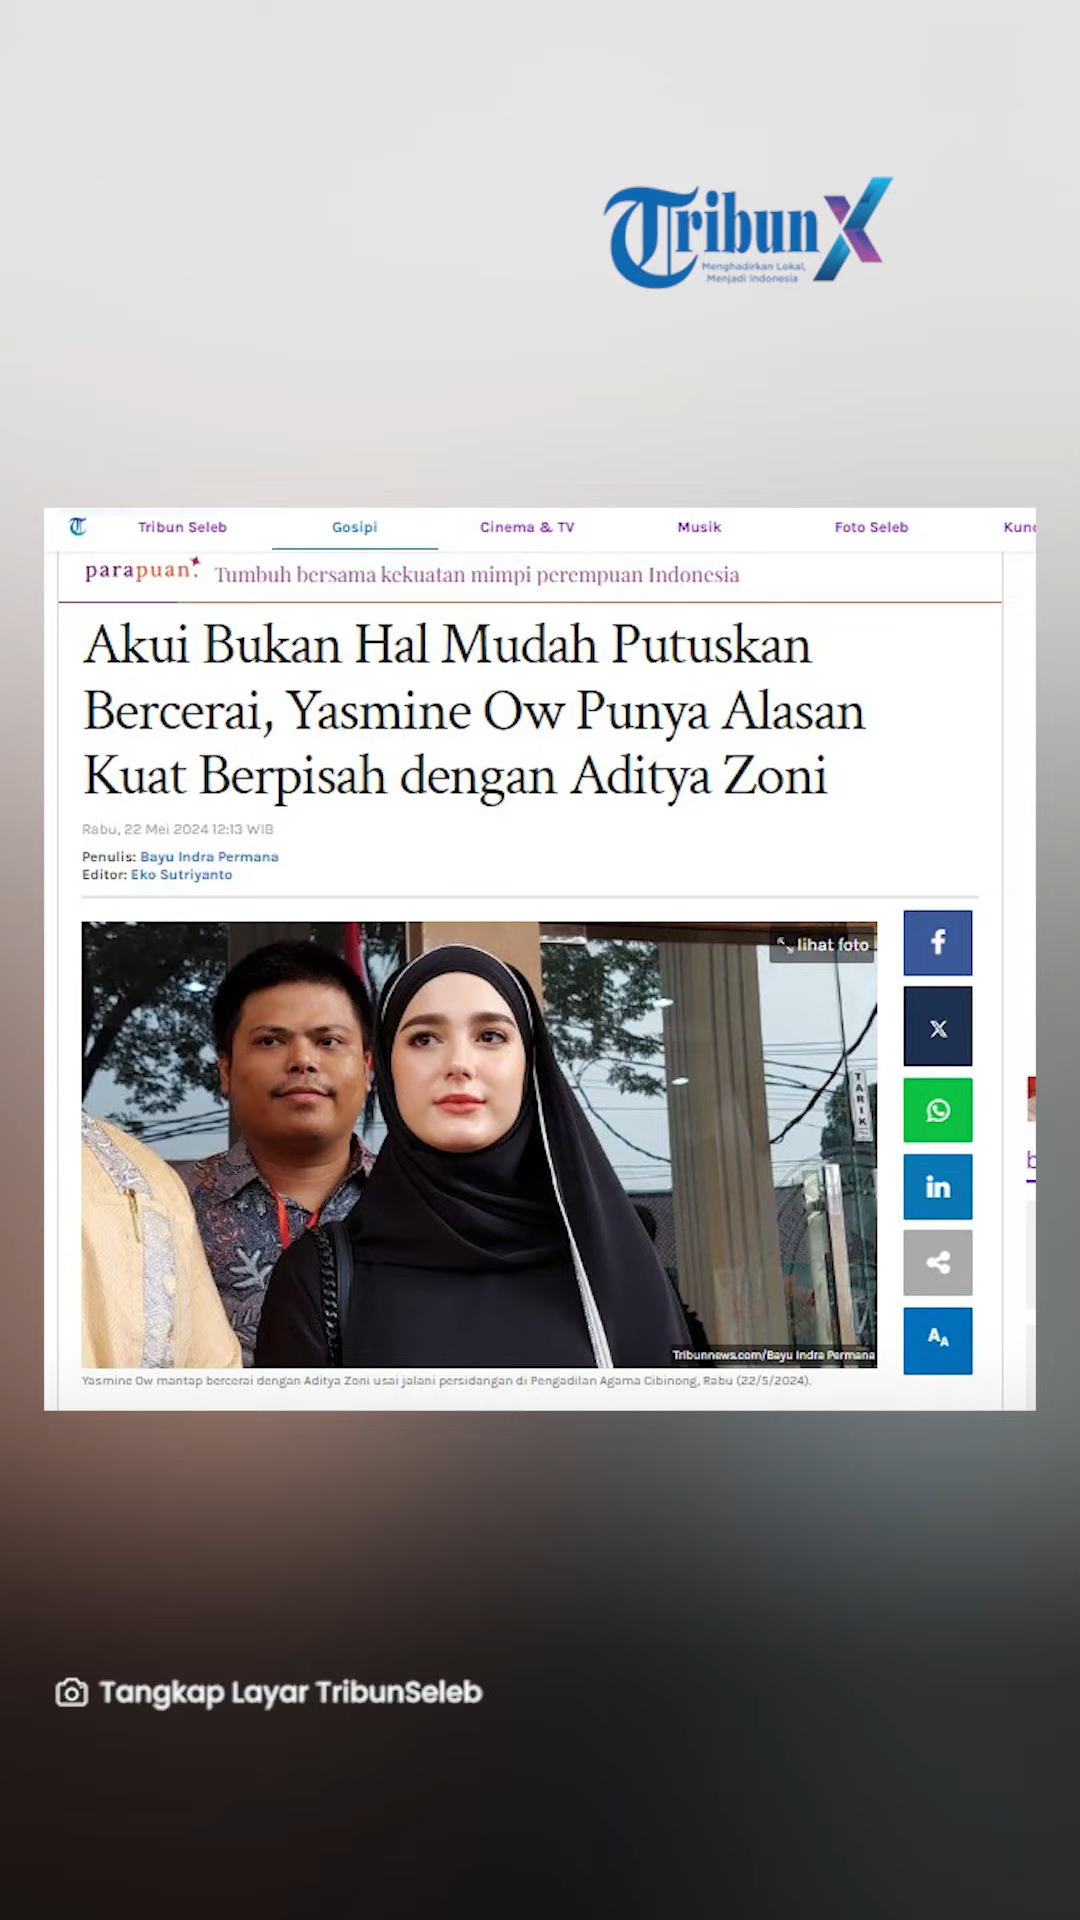 TribunX
Menghadirkan Lokal,
Menjadi Indonesia
Tribun Seleb Gosipi Cinema & TV Musik Foto Seleb
parapuan. Tumbuh bersama kekuatan mimpi perempuan Indonesia
Akui Bukan Hal Mudah Putuskan
Bercerai, Yasmine Ow Punya Alasan
Kuat Berpisah dengan Aditya Zoni
Rabu, 22 Mei 2024 12:13 WIB
Penulis: Bayu Indra Permana
Editor: Eko Sutriyanto
lihat foto
TARIK
Tribunnews.com/Bayu Indra Permana
Yasmine Ow mantap bercerai dengan Aditya Zoni usai jalani persidangan di Pengadilan Agama Cibinong, Rabu (22/5/2024).
Tangkap Layar TribunSeleb